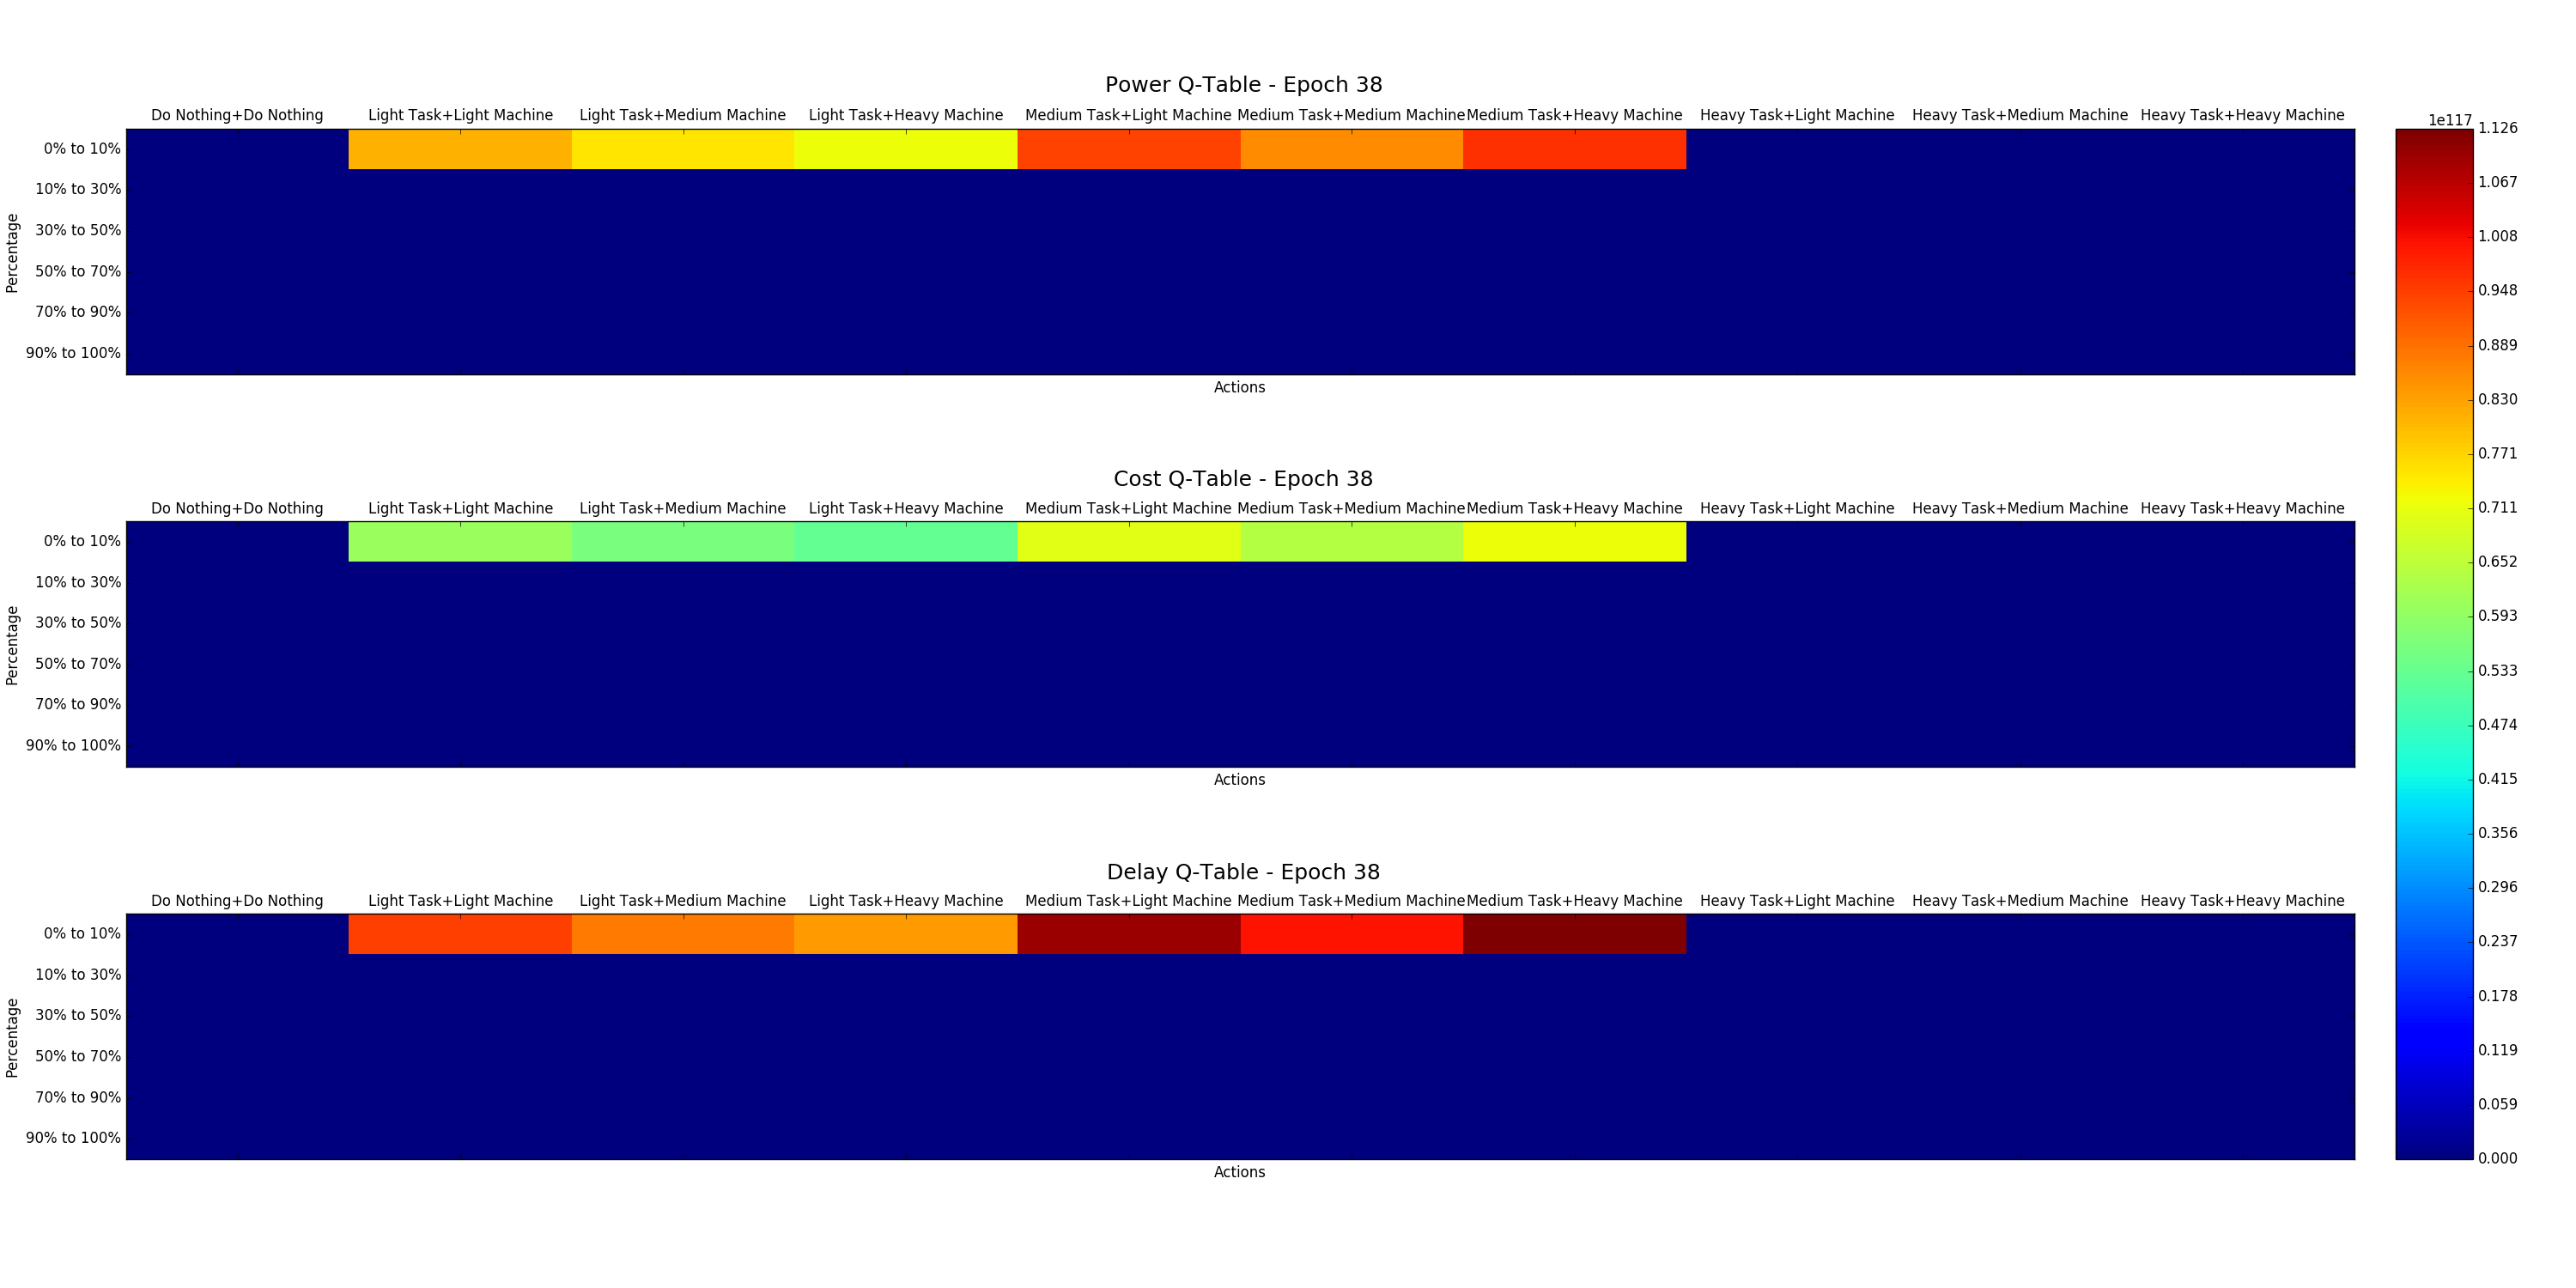 Power Q-Table - Epoch 38
Do Nothing+Do Nothing Light Task+Light Machine Light Task+Medium Machine Light Task+Heavy Machine Medium Task+Light Machine Medium Task+Medium Machine Medium Task+Heavy Machine Heavy Task+Light Machine Heavy Task+Medium Machine Heavy Task+Heavy Machine
0% to 10%
10% to 30%
30% to 50%
50% to 70%
70% to 90%
90% to 100%
Percentage
Actions
Cost Q-Table - Epoch 38
Do Nothing+Do Nothing Light Task+Light Machine Light Task+Medium Machine Light Task+Heavy Machine Medium Task+Light Machine Medium Task+Medium Machine Medium Task+Heavy Machine Heavy Task+Light Machine Heavy Task+Medium Machine Heavy Task+Heavy Machine
0% to 10%
10% to 30%
30% to 50%
50% to 70%
70% to 90%
90% to 100%
Percentage
Actions
Delay Q-Table - Epoch 38
Do Nothing+Do Nothing Light Task+Light Machine Light Task+Medium Machine Light Task+Heavy Machine Medium Task+Light Machine Medium Task+Medium Machine Medium Task+Heavy Machine Heavy Task+Light Machine Heavy Task+Medium Machine Heavy Task+Heavy Machine
0% to 10%
10% to 30%
30% to 50%
50% to 70%
70% to 90%
90% to 100%
Percentage
Actions
1e117
1.126
1.067
1.008
0.948
0.889
0.830
0.771
0.711
0.652
0.593
0.533
0.474
0.415
0.356
0.296
0.237
0.178
0.119
0.059
0.000